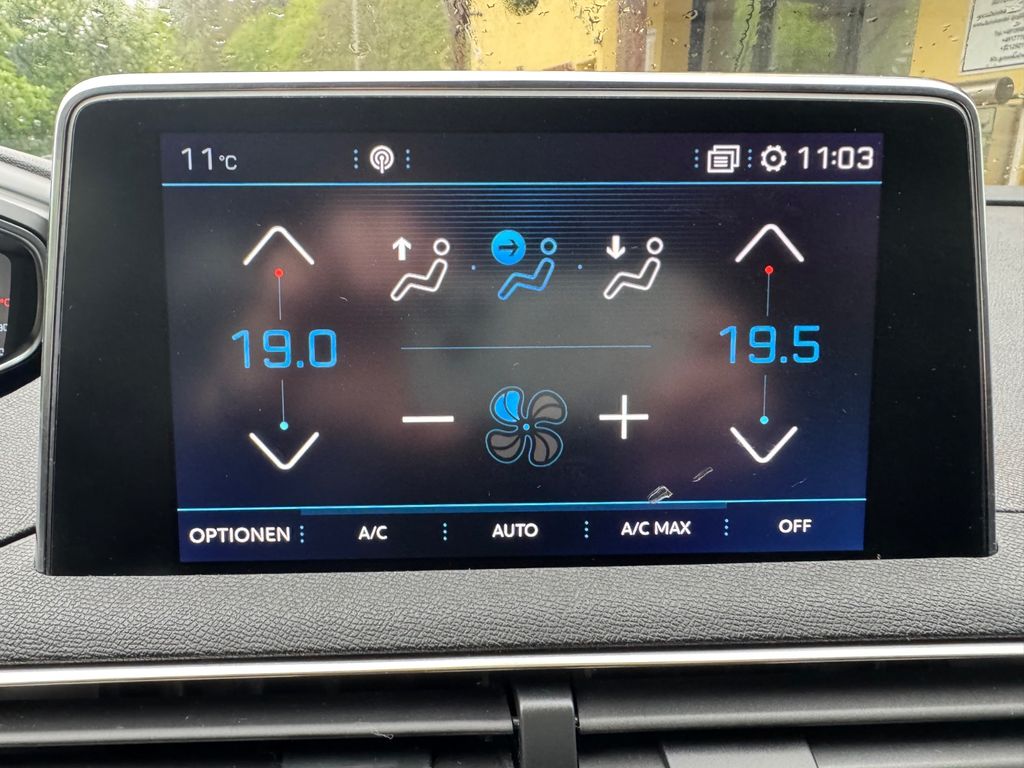 11°C 11:03
19.0 19.5
OPTIONEN A/C AUTO A/C MAX OFF